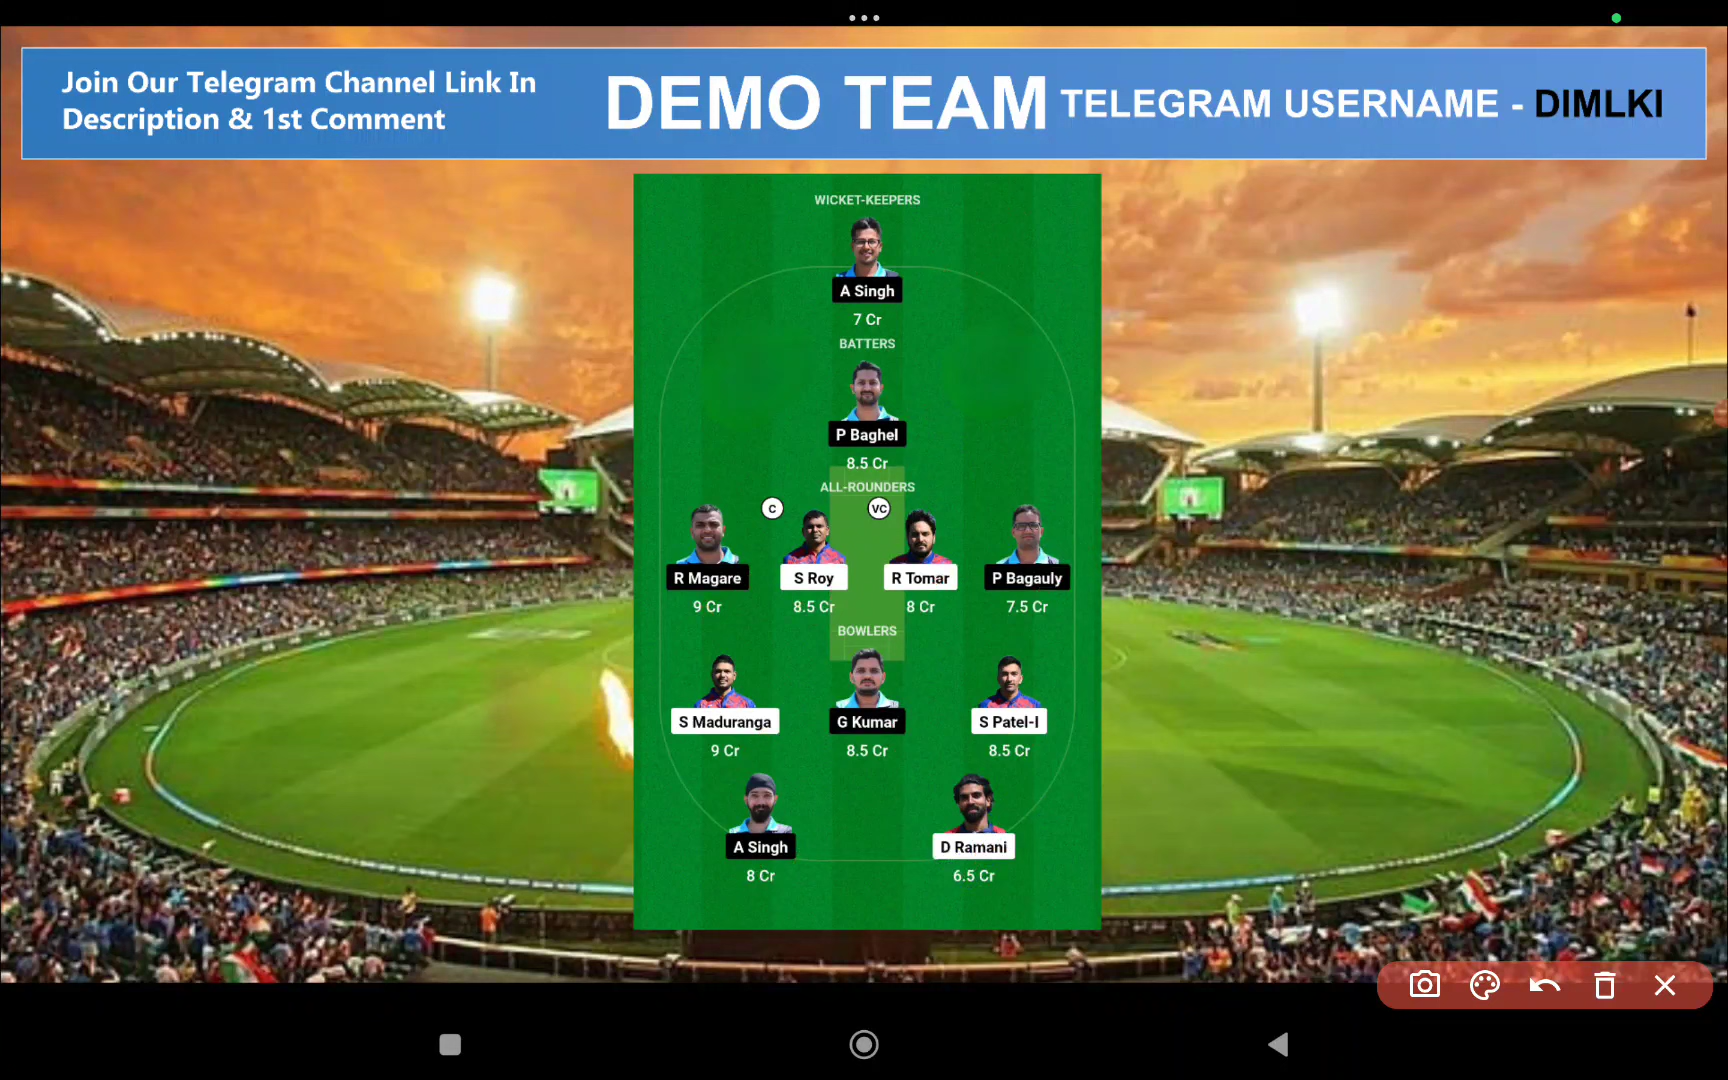 Join Our Telegram Channel Link In
Description & 1st Comment
DEMO TEAM TELEGRAM USERNAME - DIMLKI
WICKET-KEEPERS
A Singh
7 Cr
BATTERS
P Baghel
8.5 Cr
ALL-ROUNDERS
C VC
R Magare S Roy R Tomar P Bagauly
9 Cr 8.5 Cr 8 Cr 7.5 Cr
BOWLERS
S Maduranga G Kumar S Patel-I
9 Cr 8.5 Cr 8.5 Cr
A Singh D Ramani
8 Cr 6.5 Cr